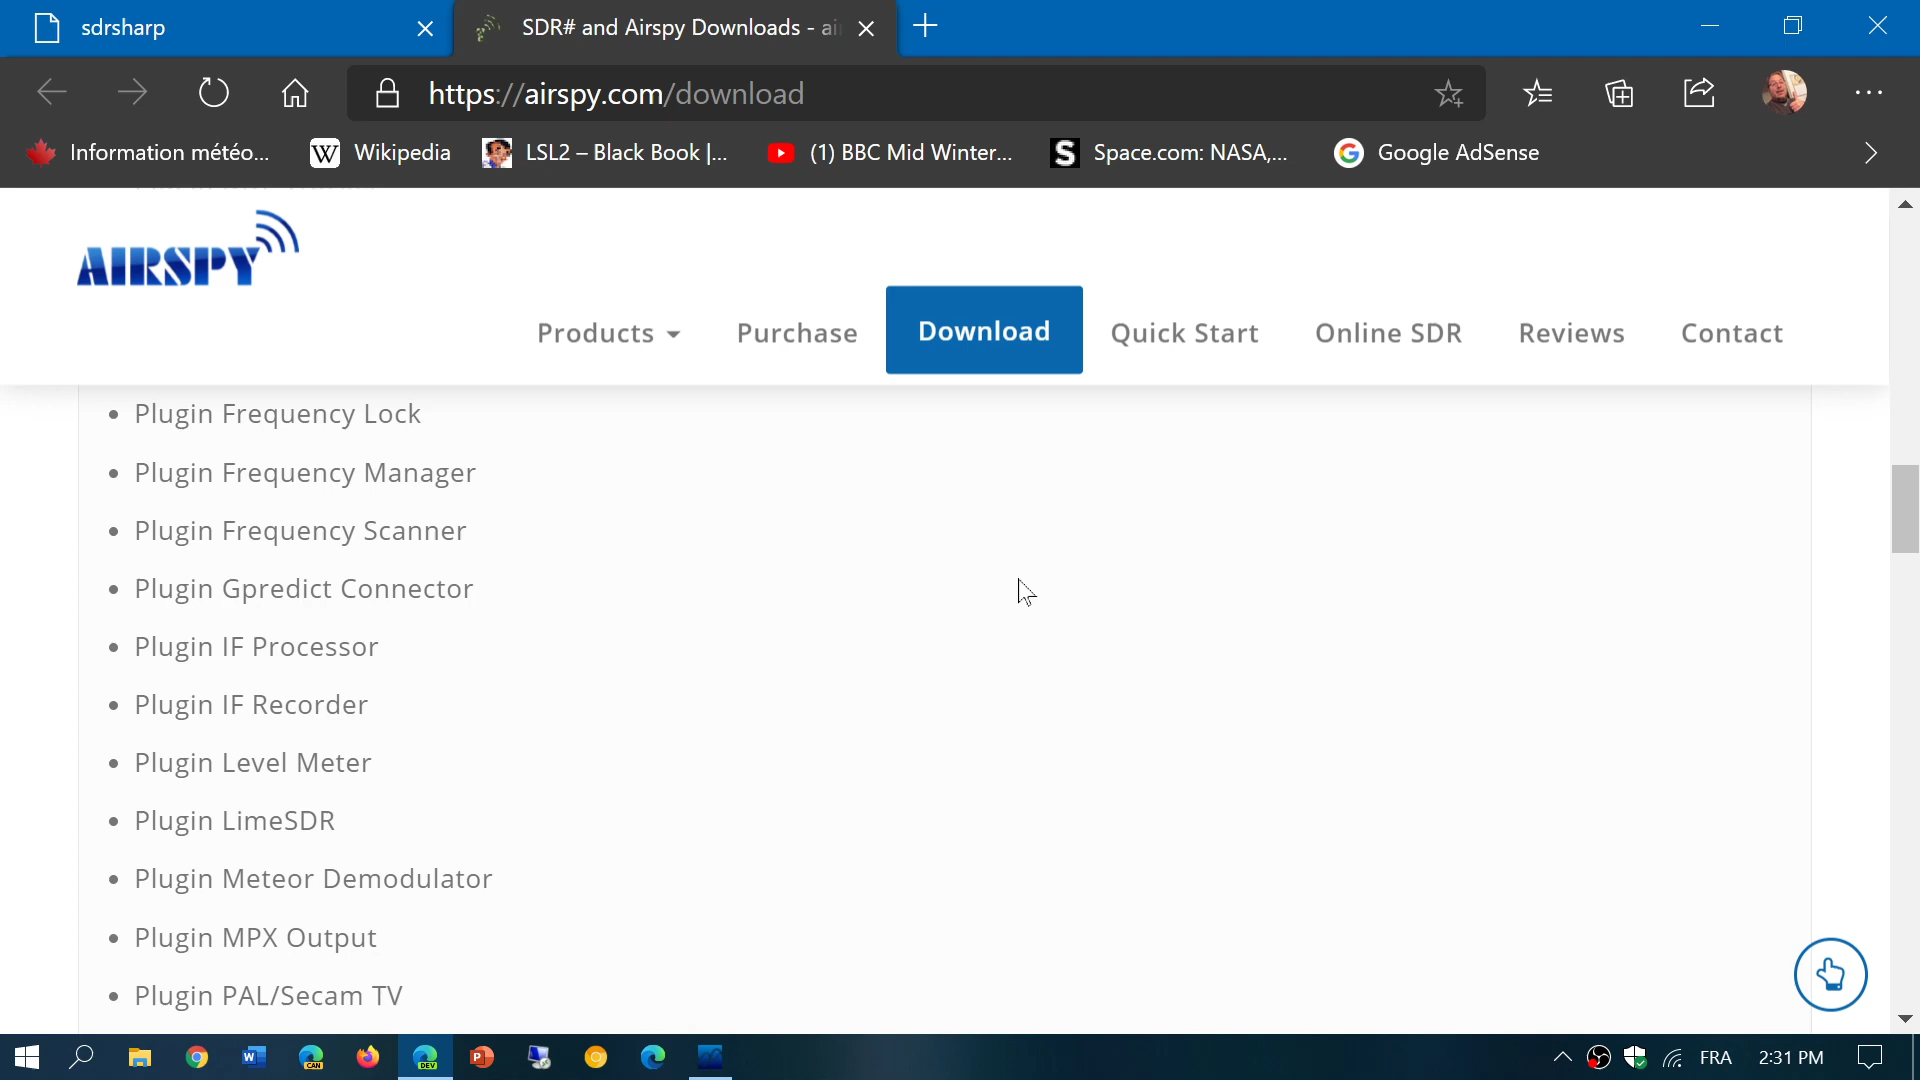 sdrsharp
SDR# and Airspy Downloads - ai
https://airspy.com/download
Information météo...
Wikipedia
LSL2 – Black Book |...
(1) BBC Mid Winter...
Space.com: NASA,...
Google AdSense
AIRSPY
Products
Purchase
Download
Quick Start
Online SDR
Reviews
Contact
Plugin Frequency Lock
Plugin Frequency Manager
Plugin Frequency Scanner
Plugin Gpredict Connector
Plugin IF Processor
Plugin IF Recorder
Plugin Level Meter
Plugin LimeSDR
Plugin Meteor Demodulator
Plugin MPX Output
Plugin PAL/Secam TV
CAN
DEV
FRA
2:31 PM